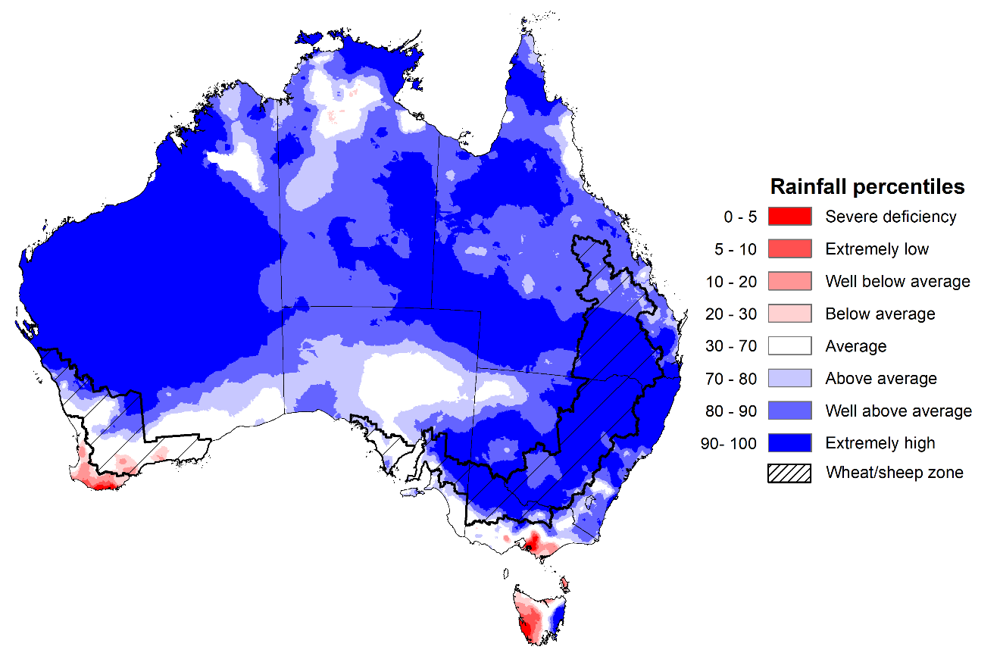 Rainfall percentiles
0 - 5 Severe deficiency
5 - 10 Extremely low
10 - 20 Well below average
20 - 30 Below average
30 - 70 Average
70 - 80 Above average
80 - 90 Well above average
90- 100 Extremely high
Wheat/sheep zone